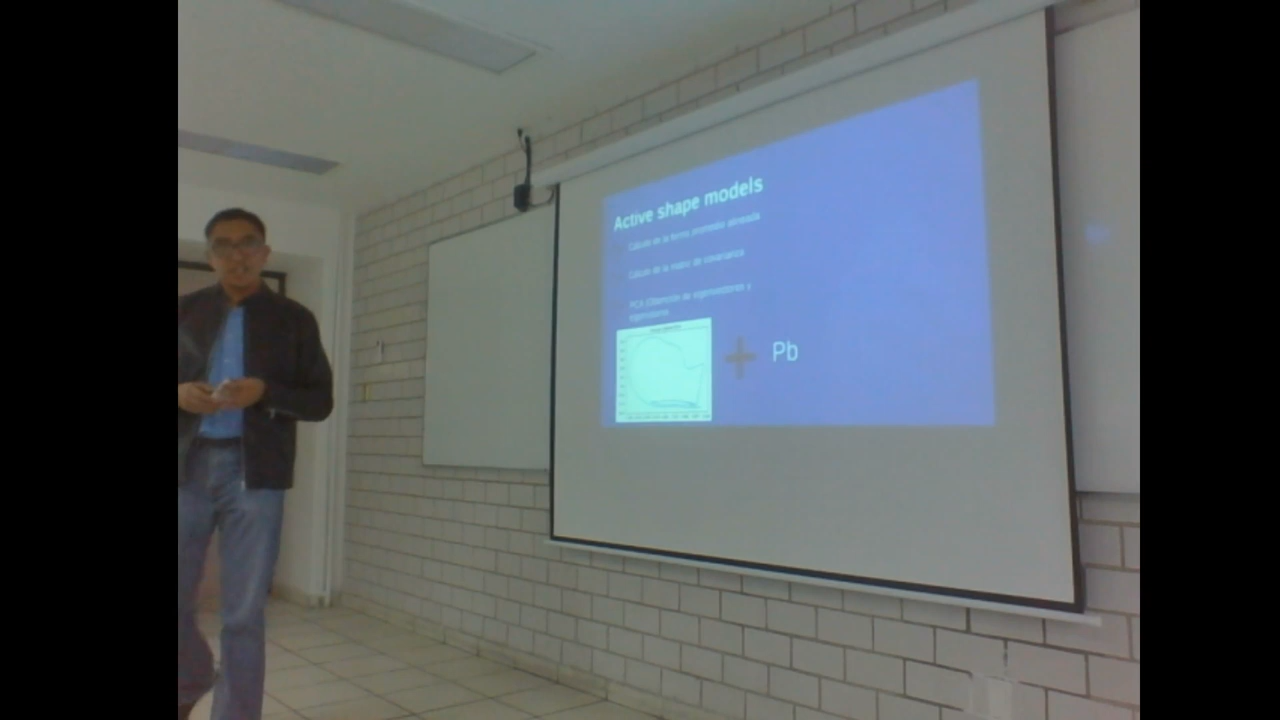 Active shape models
Cálculo de la forma promedio alineada
Cálculo de la matriz de covarianza
PCA (Obtención de eigenvectores y
Pb